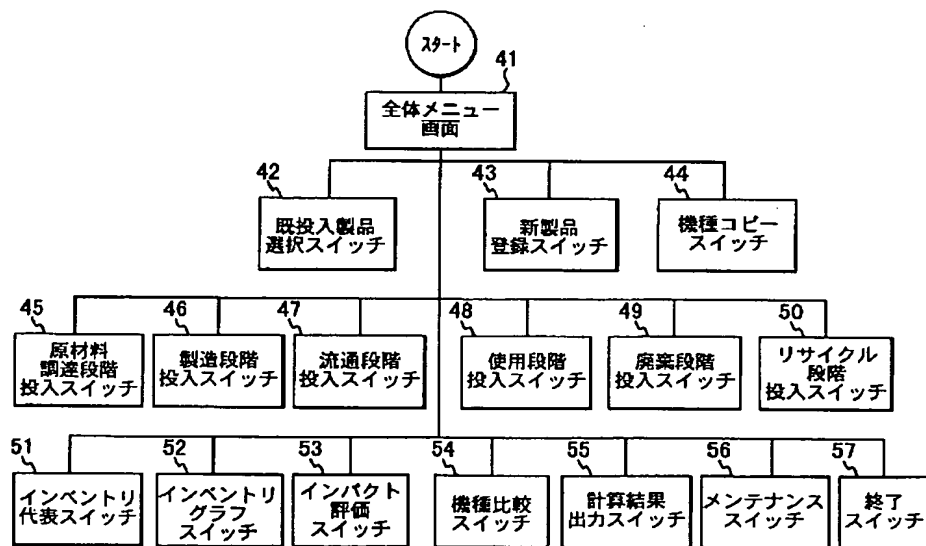 スタート
41
全体メニュー
画面
42
既投入製品
選択スイッチ
43
新製品
登録スイッチ
44
機種コピー
スイッチ
45
原材料
調達段階
投入スイッチ
46
製造段階
投入スイッチ
47
流通段階
投入スイッチ
48
使用段階
投入スイッチ
49
廃棄段階
投入スイッチ
50
リサイクル
段階
投入スイッチ
51
インベントリ
代表スイッチ
52
インベントリ
グラフ
スイッチ
53
インパクト
評価
スイッチ
54
機種比較
スイッチ
55
計算結果
出力スイッチ
56
メンテナンス
スイッチ
57
終了
スイッチ